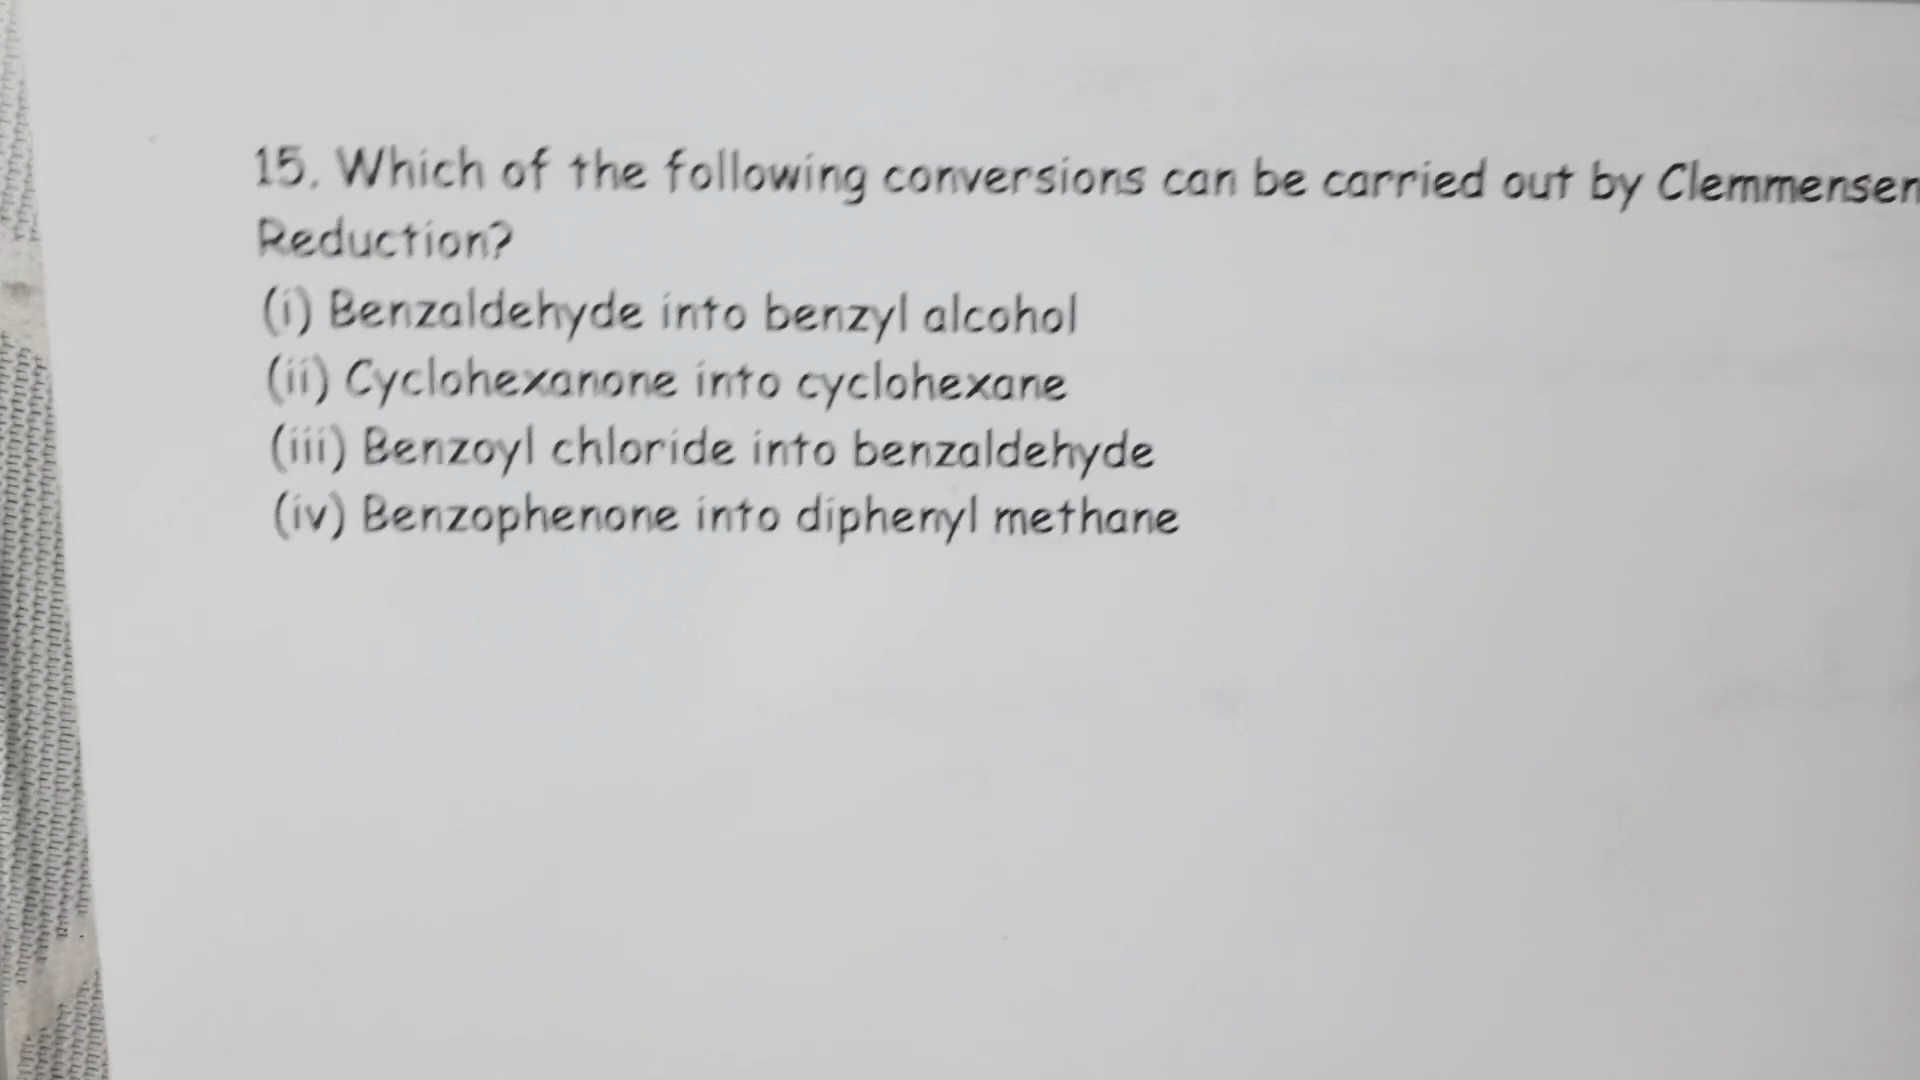 15. Which of the following conversions can be carried out by Clemmensen
Reduction?
(i) Benzaldehyde into benzyl alcohol
(ii) Cyclohexanone into cyclohexane
(iii) Benzoyl chloride into benzaldehyde
(iv) Benzophenone into diphenyl methane